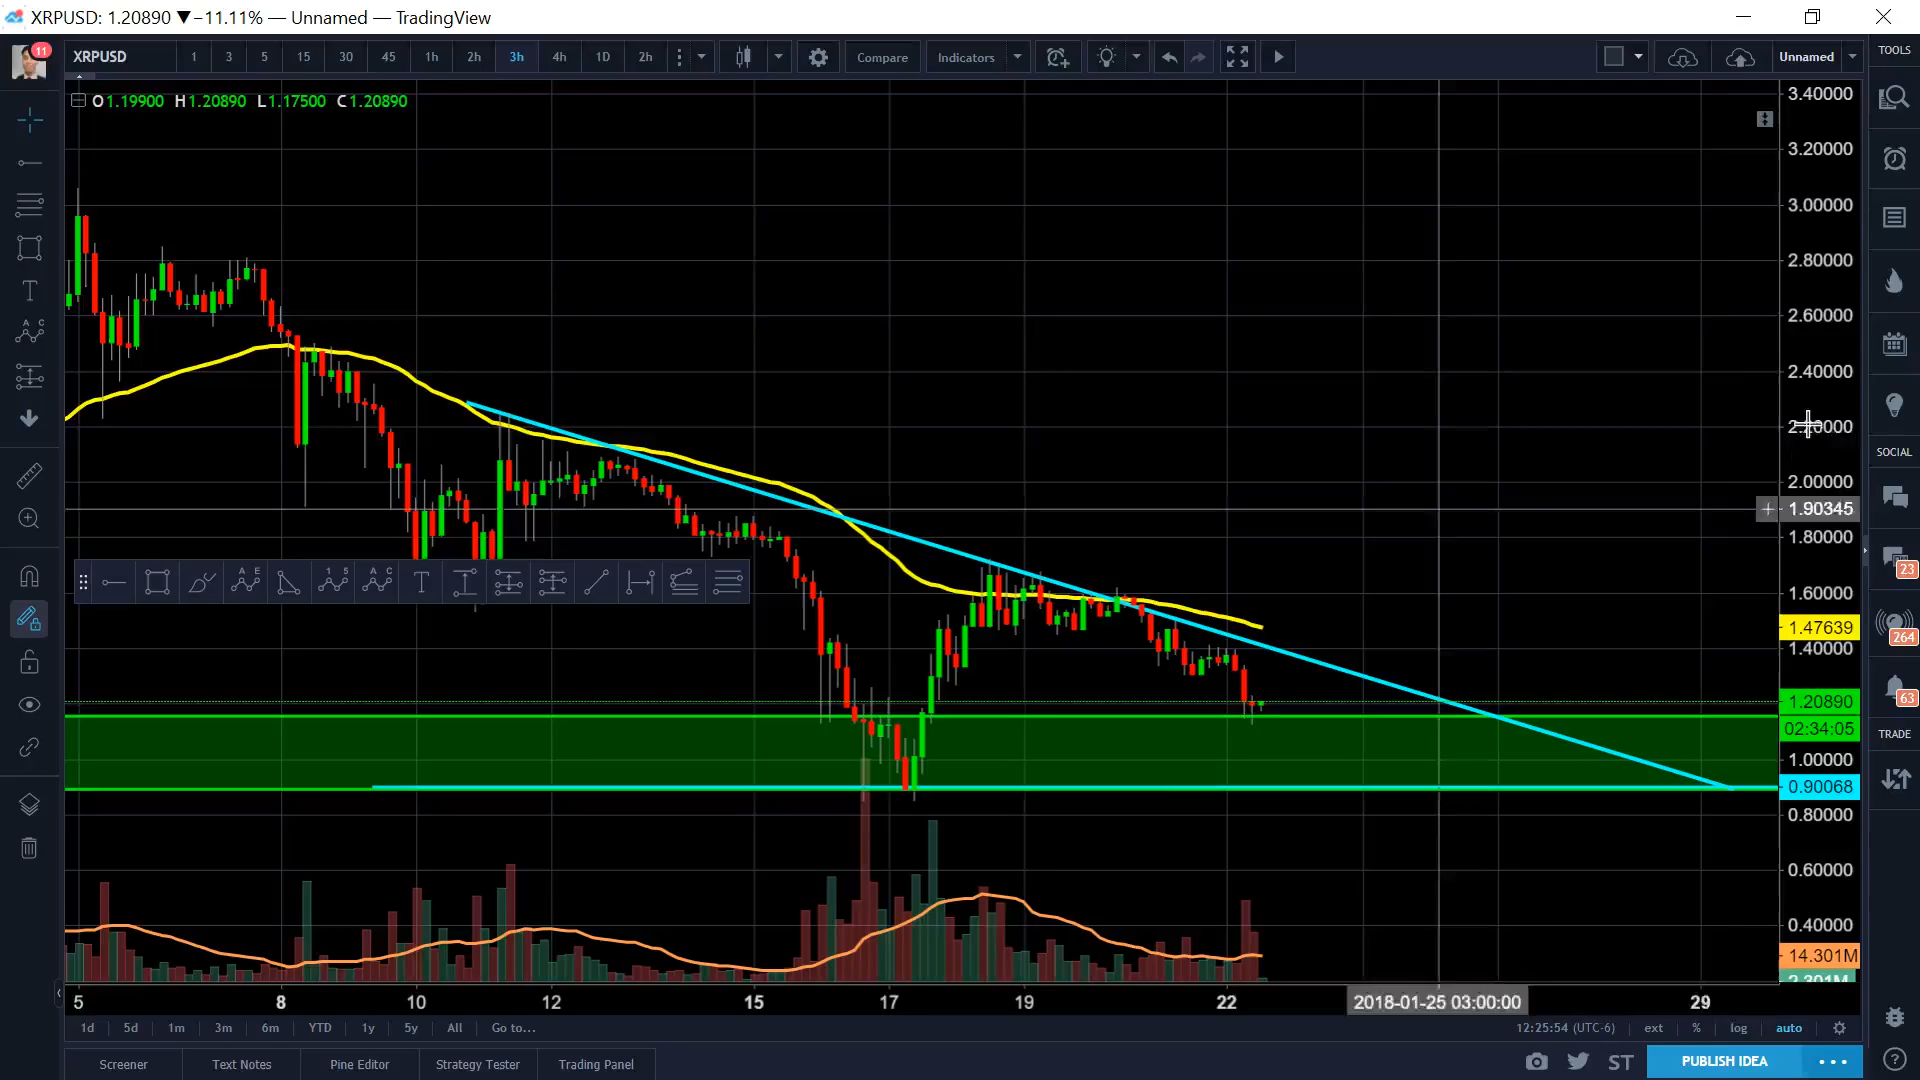 XRPUSD: 1.20890 ▼−11.11% — Unnamed — TradingView
11
XRPUSD 1 3 5 15 30 45 1h 2h 3h 4h 1D 2h Compare Indicators Unnamed TOOLS
O1.19900 H1.20890 L1.17500 C1.20890
3.40000
3.20000
3.00000
2.80000
2.60000
2.40000
2.20000
SOCIAL
2.00000
1.90345
1.80000
23
1.60000
1.47639
264
1.40000
1.20890
63
02:34:05
TRADE
1.00000
0.90068
0.80000
0.60000
0.40000
14.301M
2.301M
5 8 10 12 15 17 19 22 2018-01-25 03:00:00 29
1d 5d 1m 3m 6m YTD 1y 5y All Go to... 12:25:54 (UTC-6) ext % log auto
Screener Text Notes Pine Editor Strategy Tester Trading Panel ST PUBLISH IDEA